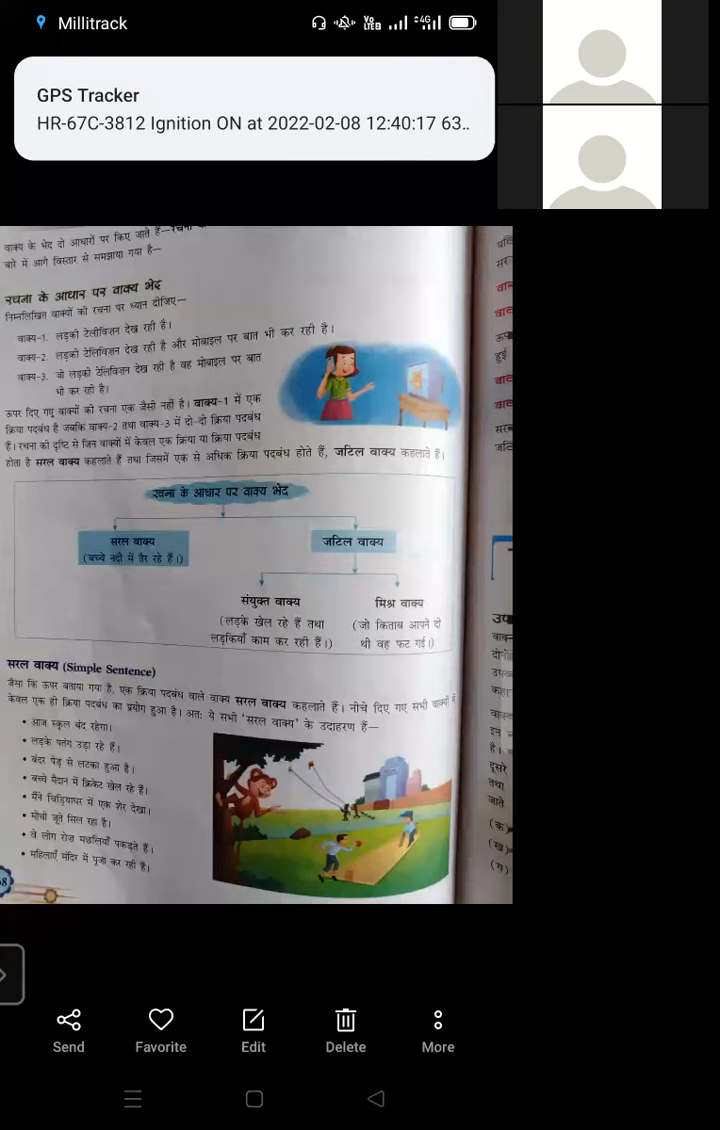 Millitrack
Vo
LTE 2
4G
GPS Tracker
HR-67C-3812 Ignition ON at 2022-02-08 12:40:17 63..
वाक्य के भेद दो आधारों पर किए जाते हैं—रचना
बारे में आगे विस्तार से समझाया गया है—
रचना के आधार पर वाक्य भेद
निम्नलिखित वाक्यों की रचना पर ध्यान दीजिए—
वाक्य-1. लड़की टेलीविज़न देख रही है।
वाक्य-2. लड़की टेलिविज़न देख रही है और मोबाइल पर बात भी कर रही है।
वाक्य-3. जो लड़की टेलिविज़न देख रही है वह मोबाइल पर बात
भी कर रही है।
ऊपर दिए गए वाक्यों की रचना एक जैसी नहीं है। वाक्य-1 में एक
क्रिया पदबंध है जबकि वाक्य-2 तथा वाक्य-3 में दो-दो क्रिया पदबंध
हैं। रचना की दृष्टि से जिन वाक्यों में केवल एक क्रिया या क्रिया पदबंध
होता है सरल वाक्य कहलाते हैं तथा जिसमें एक से अधिक क्रिया पदबंध होते हैं, जटिल वाक्य कहलाते हैं।
रचना के आधार पर वाक्य भेद
सरल वाक्य
(बच्चे नदी में तैर रहे हैं।)
जटिल वाक्य
संयुक्त वाक्य
(लड़के खेल रहे हैं तथा
लड़कियाँ काम कर रही हैं।)
मिश्र वाक्य
(जो किताब आपने दी
थी वह फट गई।)
सरल वाक्य (Simple Sentence)
जैसा कि ऊपर बताया गया है, एक क्रिया पदबंध वाले वाक्य सरल वाक्य कहलाते हैं। नीचे दिए गए सभी वाक्यों में
केवल एक ही क्रिया पदबंध का प्रयोग हुआ है। अत: ये सभी 'सरल वाक्य' के उदाहरण हैं—
• आज स्कूल बंद रहेगा।
• लड़के पतंग उड़ा रहे हैं।
• बंदर पेड़ से लटका हुआ है।
• बच्चे मैदान में क्रिकेट खेल रहे हैं।
• मैंने चिड़ियाघर में एक शेर देखा।
• मोची जूते सिल रहा है।
• वे लोग रोज़ मछलियाँ पकड़ते हैं।
• महिलाएँ मंदिर में पूजा कर रही हैं।
हुई
दूसरे
तथा
जाते
(क)
(ख)
(ग)
Send
Favorite
Edit
Delete
More